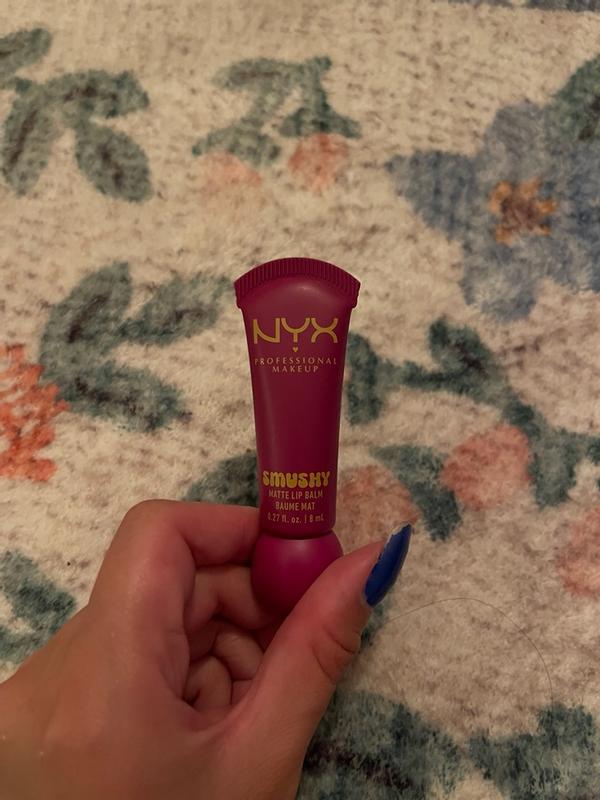 NYX
PROFESSIONAL
MAKEUP
SMUSHY
MATTE LIP BALM
BAUME MAT
0.27 fl. oz. | 8 mL